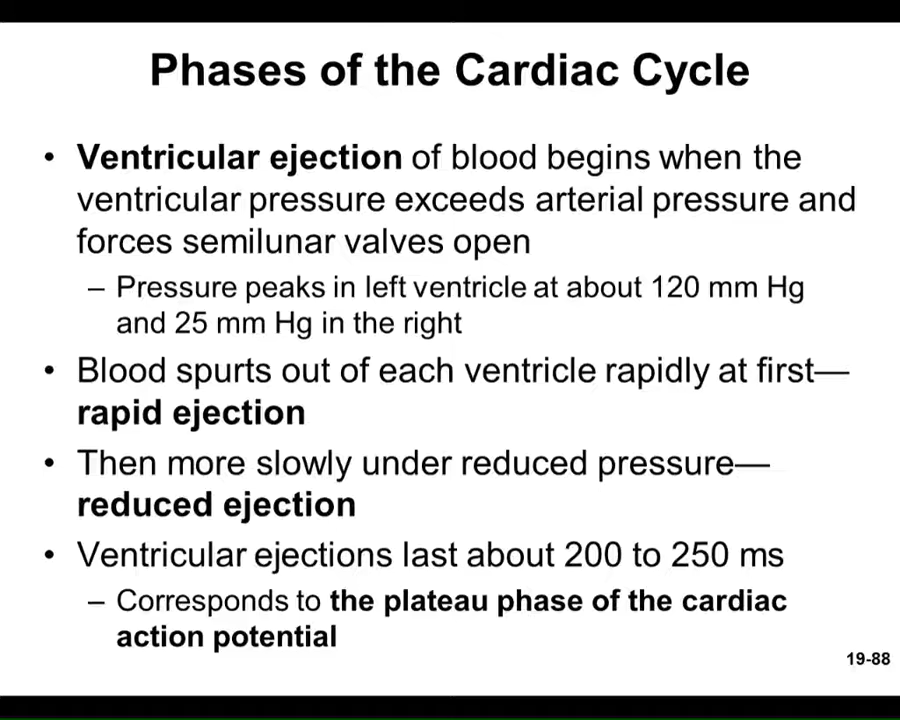 Phases of the Cardiac Cycle
• Ventricular ejection of blood begins when the
ventricular pressure exceeds arterial pressure and
forces semilunar valves open
– Pressure peaks in left ventricle at about 120 mm Hg
and 25 mm Hg in the right
• Blood spurts out of each ventricle rapidly at first—
rapid ejection
• Then more slowly under reduced pressure—
reduced ejection
• Ventricular ejections last about 200 to 250 ms
– Corresponds to the plateau phase of the cardiac
action potential
19-88